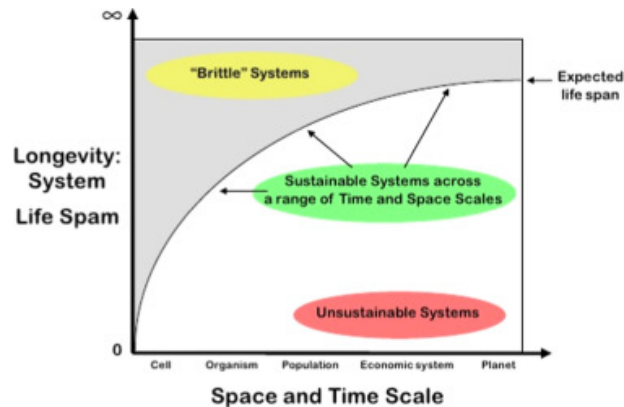 ∞
"Brittle" Systems
Expected
life span
Longevity:
System
Life Spam
Sustainable Systems across
a range of Time and Space Scales
Unsustainable Systems
0
Cell Organism Population Economic system Planet
Space and Time Scale